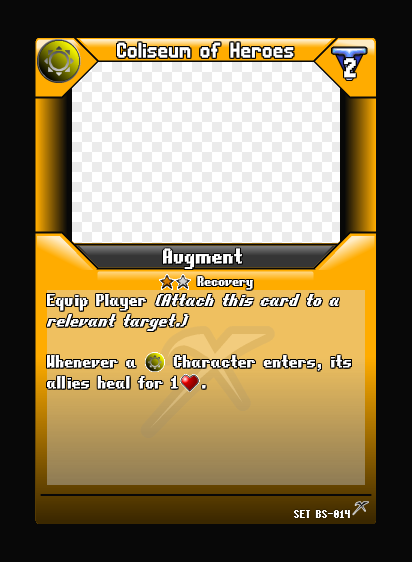 Coliseum of Heroes
2
Augment
Recovery
Equip Player (Attach this card to a
relevant target.)
Whenever a Character enters, its
allies heal for 1.
SET BS-014